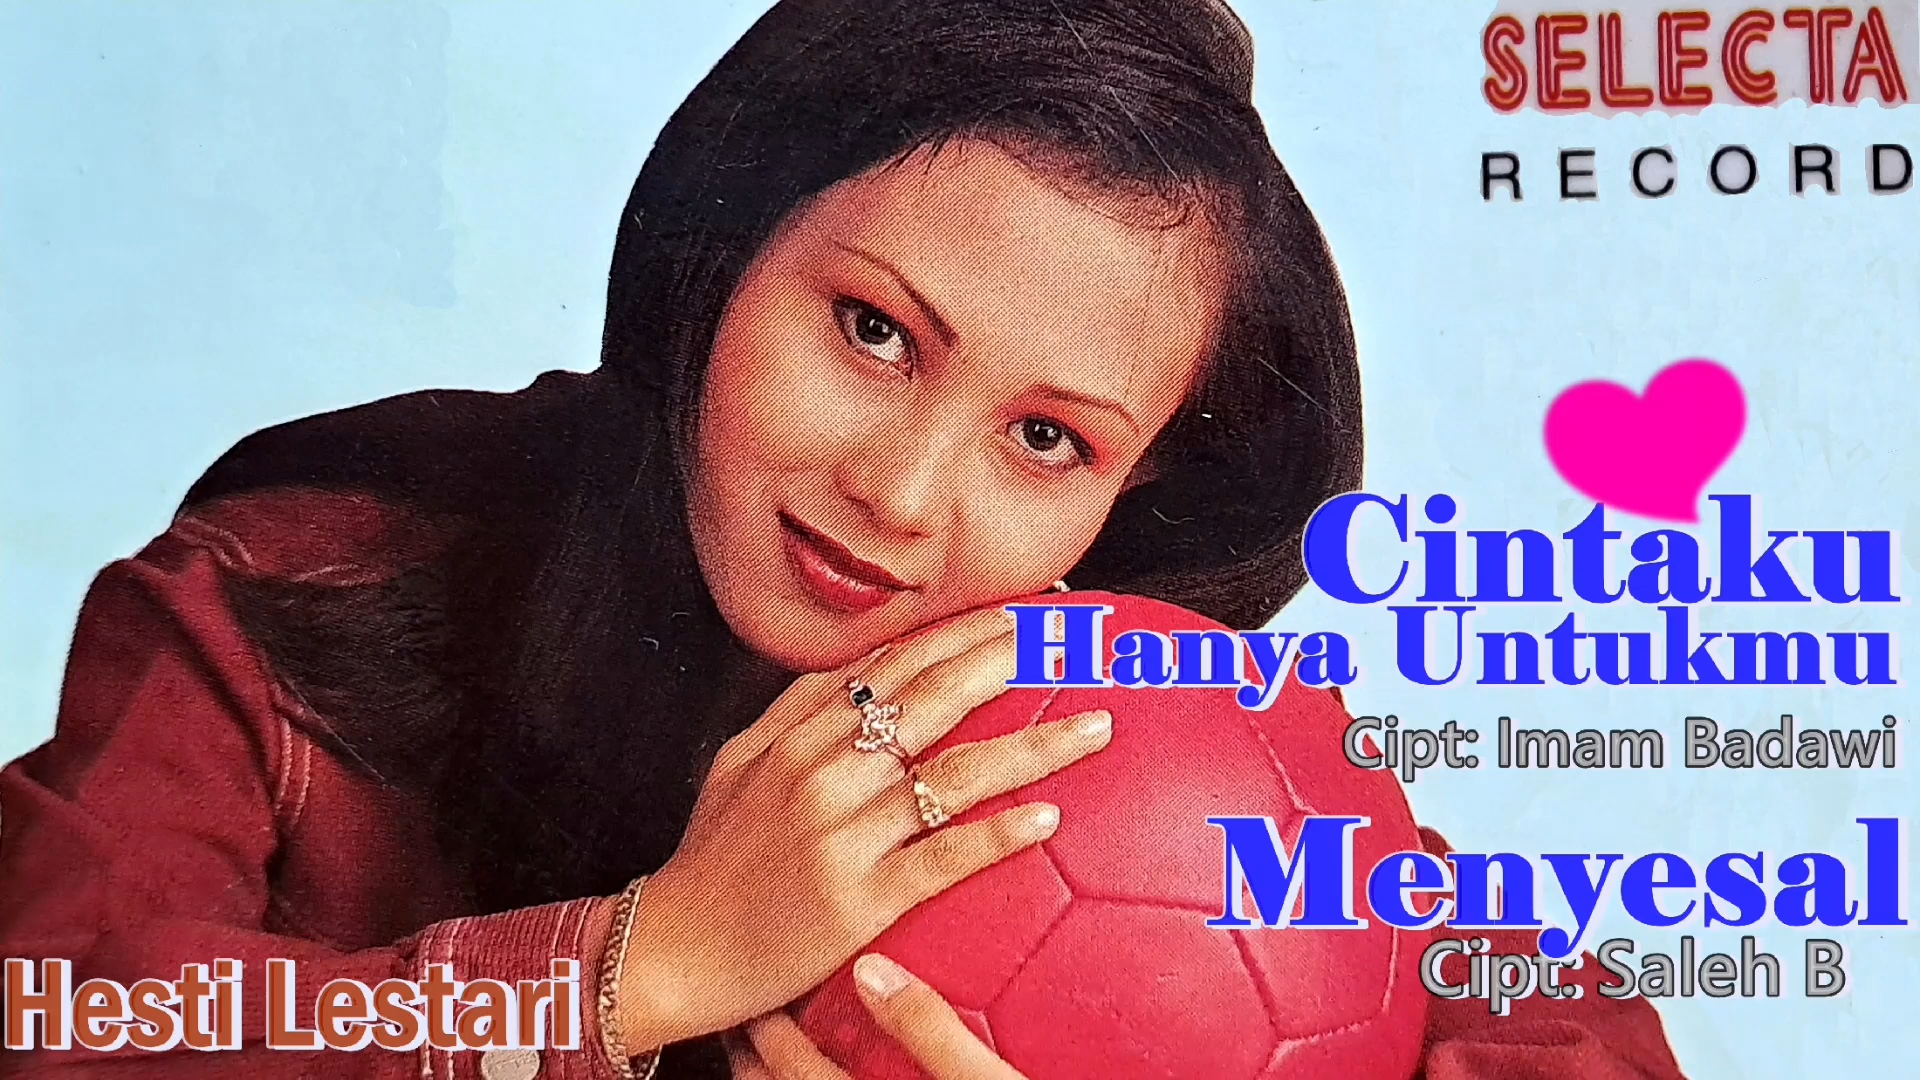 SELECTA
RECORD
Cintaku
Hanya Untukmu
Cipt: Imam Badawi
Menyesal
Cipt: Saleh B
Hesti Lestari